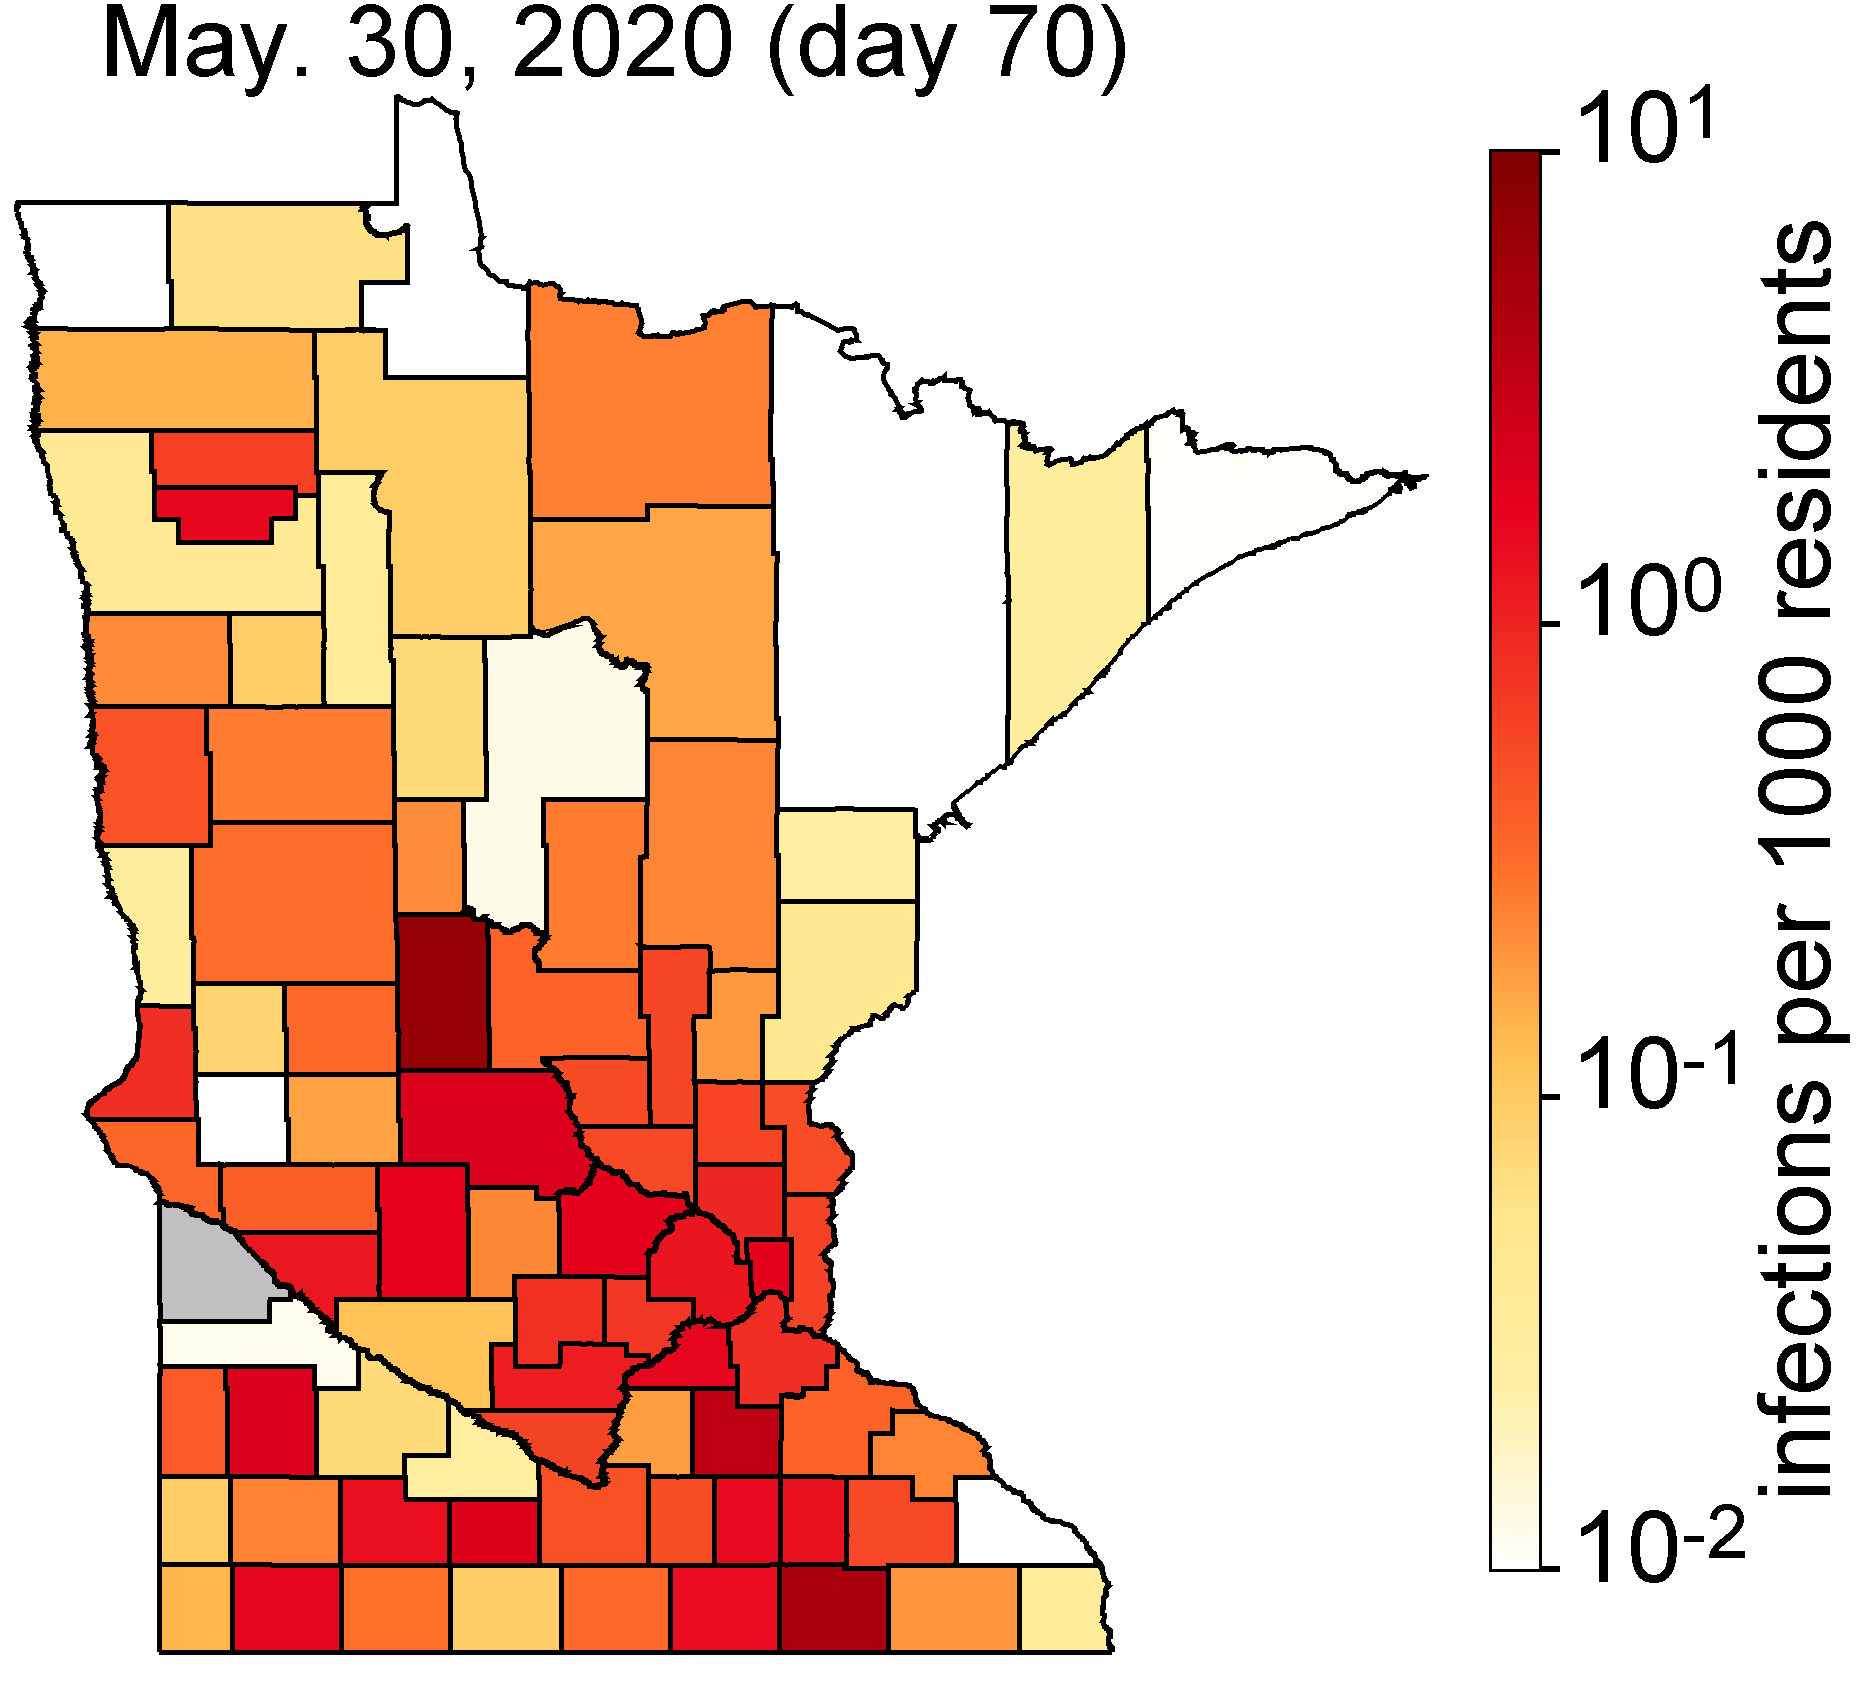 May. 30, 2020 (day 70)
10¹
10⁰
10⁻¹
10⁻²
infections per 1000 residents